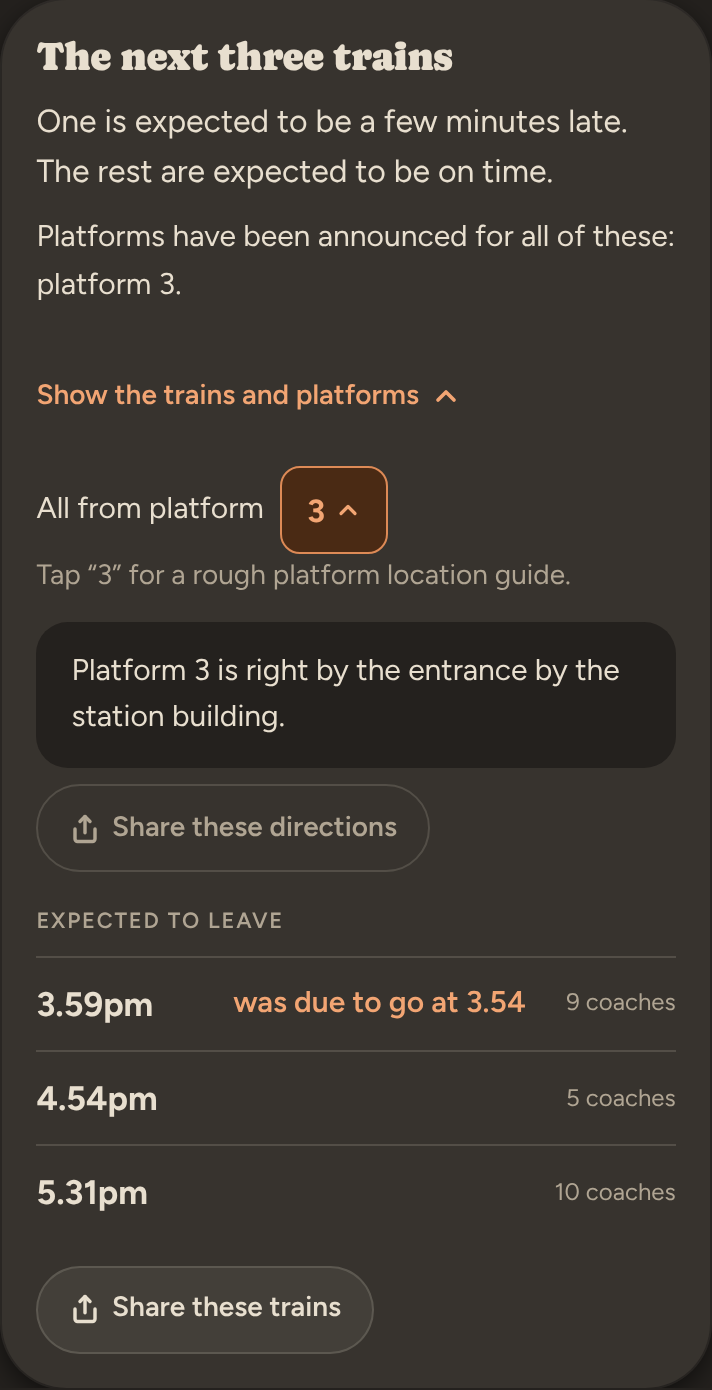 The next three trains
One is expected to be a few minutes late.
The rest are expected to be on time.
Platforms have been announced for all of these:
platform 3.
Show the trains and platforms
All from platform 3
Tap “3” for a rough platform location guide.
Platform 3 is right by the entrance by the
station building.
Share these directions
EXPECTED TO LEAVE
3.59pm was due to go at 3.54 9 coaches
4.54pm 5 coaches
5.31pm 10 coaches
Share these trains